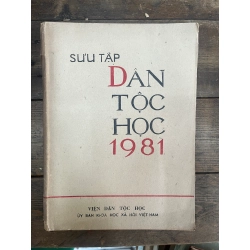 SƯU TẬP
DÂN
TỘC
HỌC
1981
VIỆN DÂN TỘC HỌC
ỦY BAN KHOA HỌC XÃ HỘI VIỆT NAM